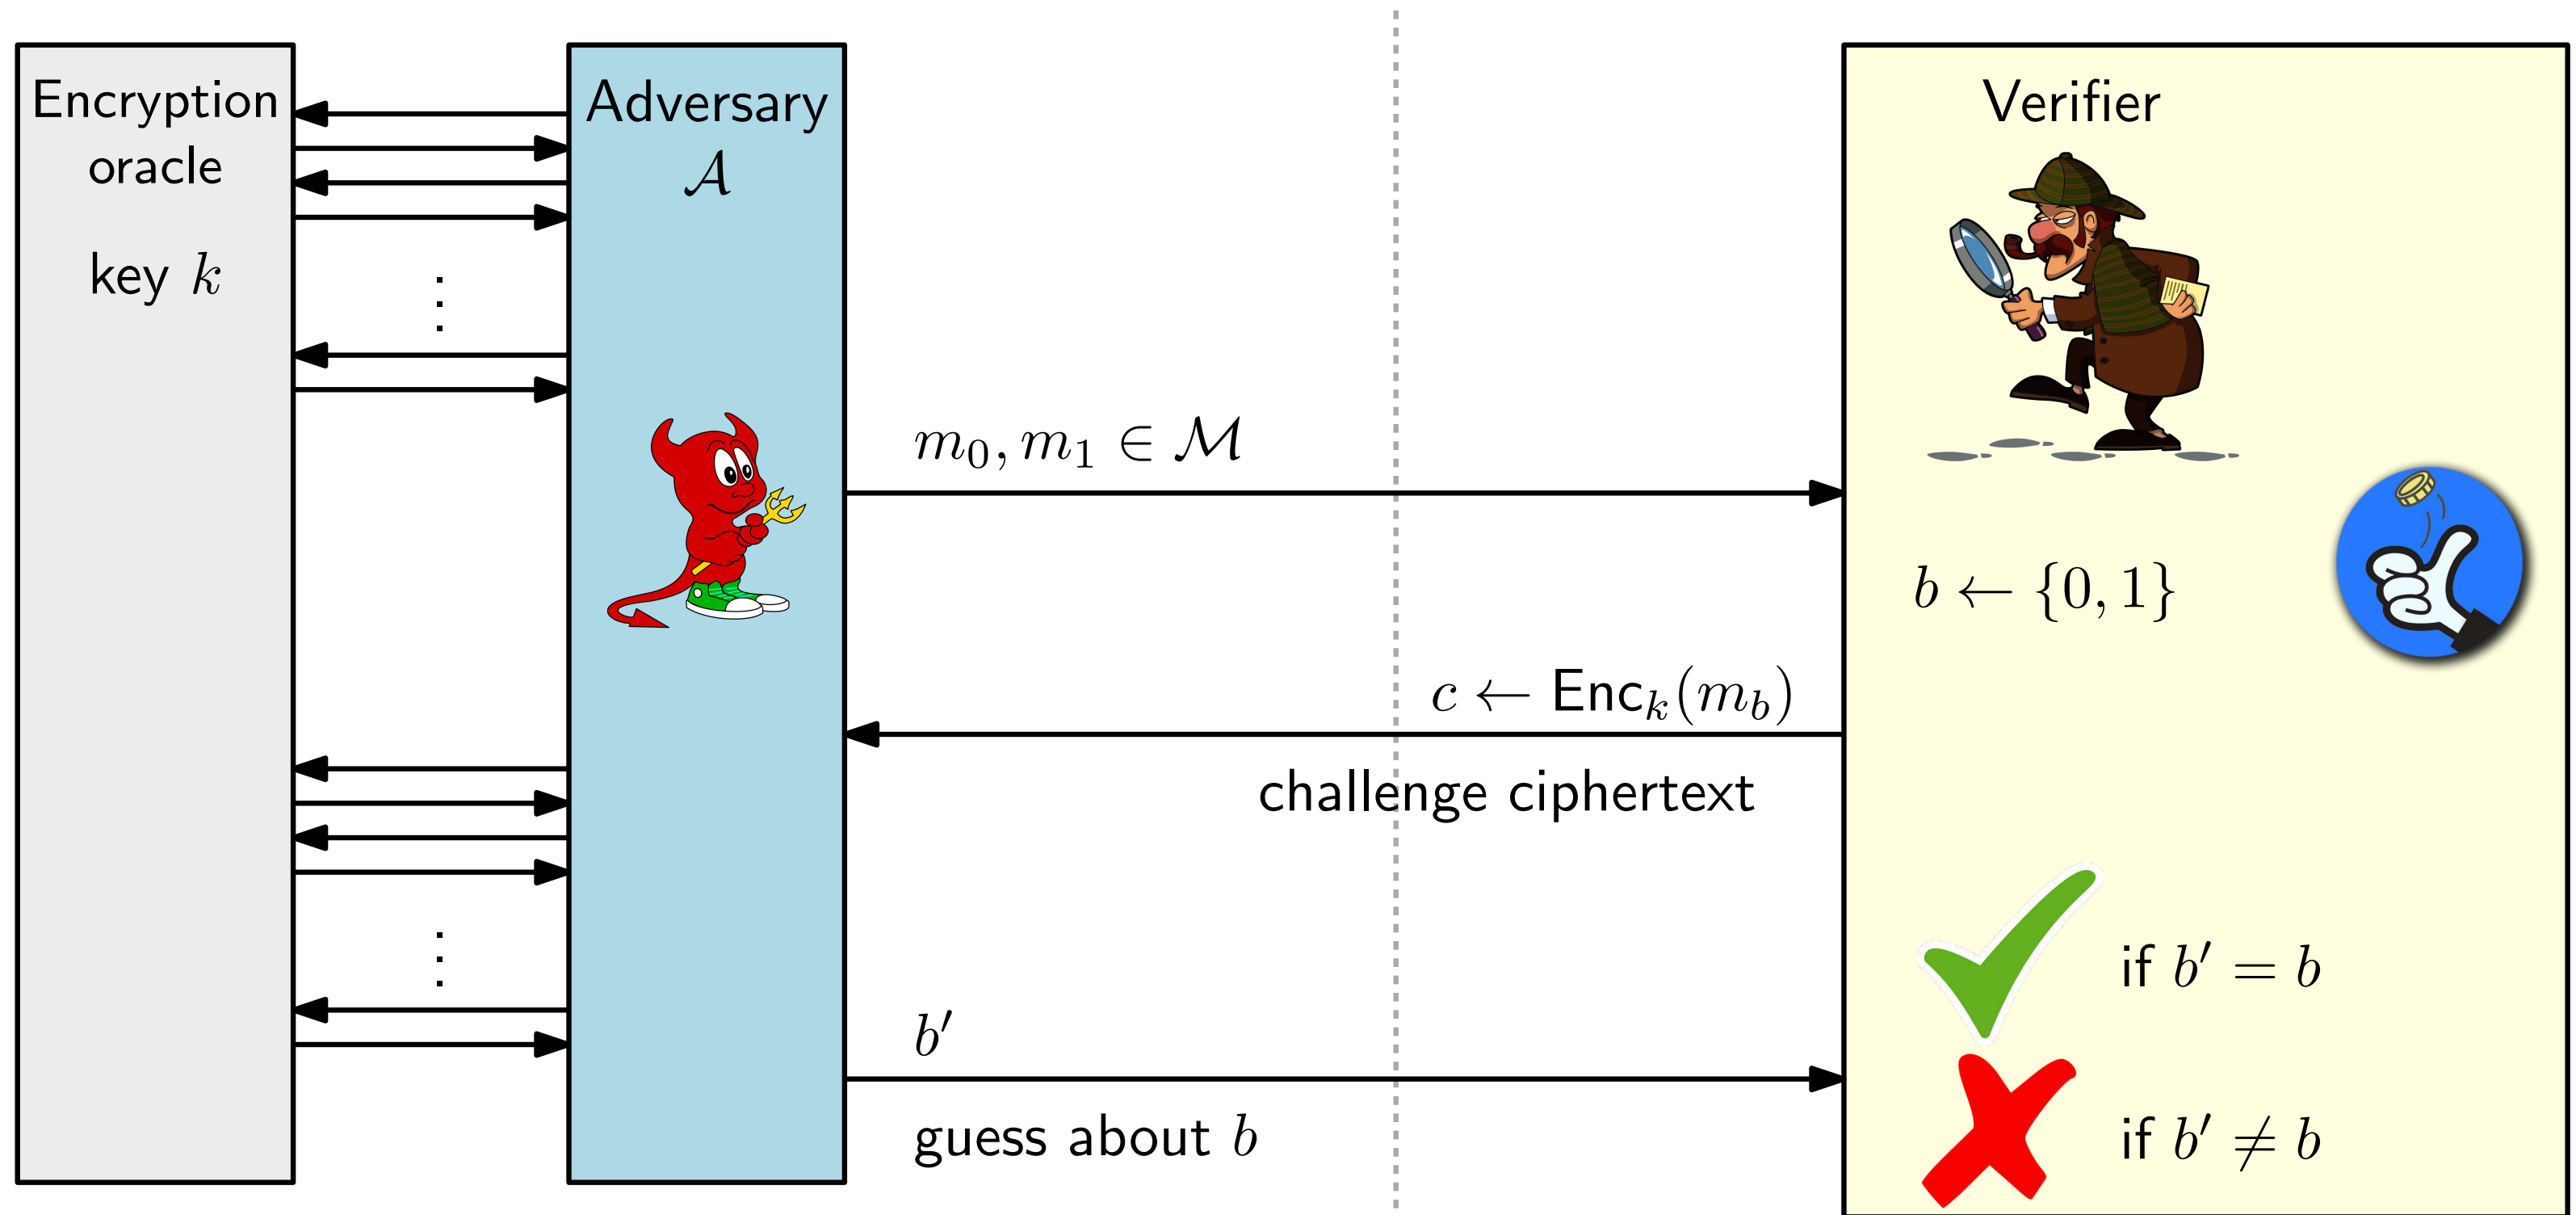 Encryption
oracle
key k
Adversary
𝒜
Verifier
m₀, m₁ ∈ ℳ
b ← {0, 1}
c ← Encₖ(m_b)
challenge ciphertext
b′
guess about b
if b′ = b
if b′ ≠ b